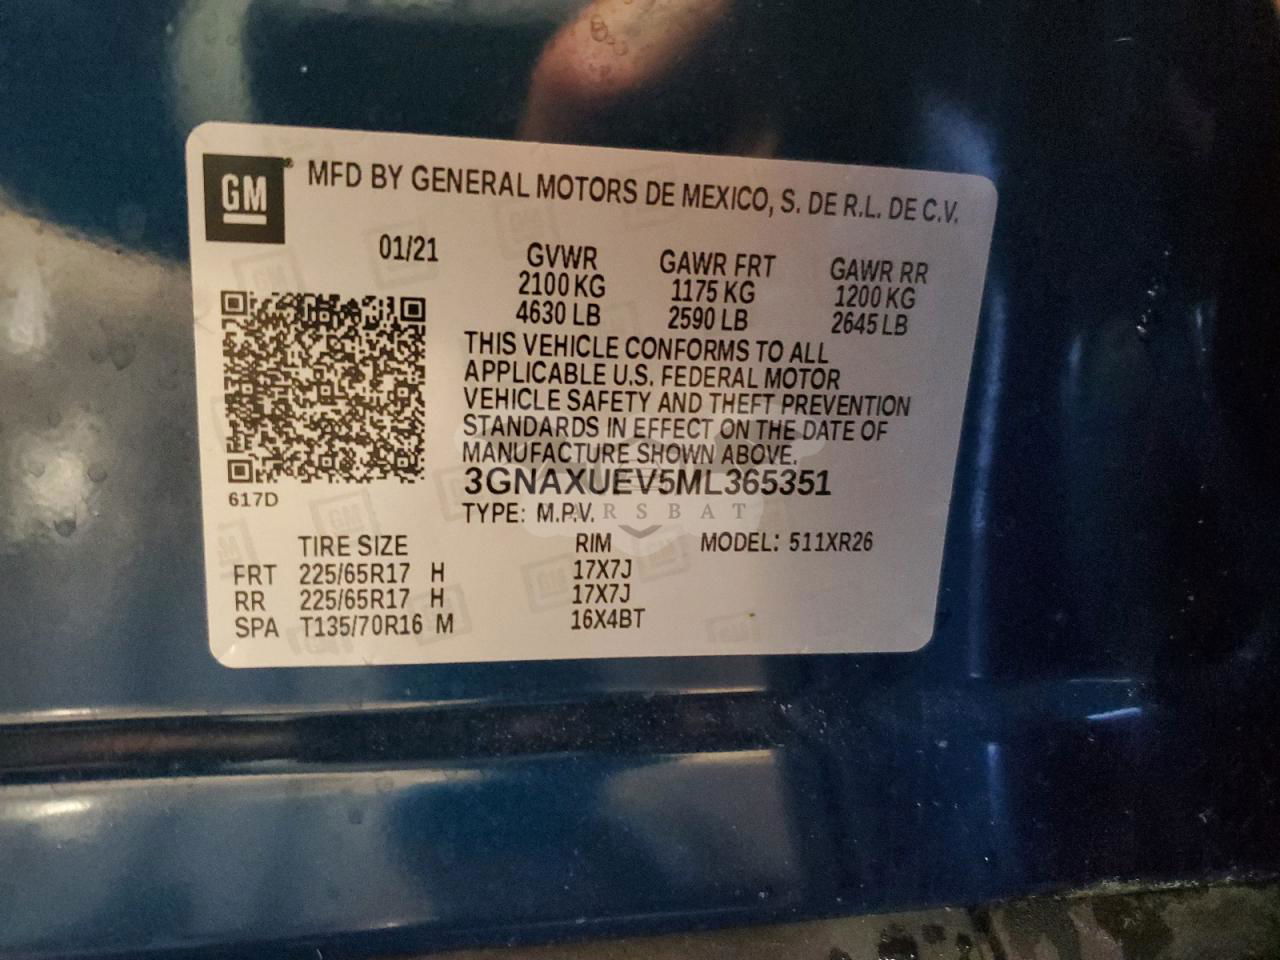 GM ® MFD BY GENERAL MOTORS DE MEXICO, S. DE R.L. DE C.V.
01/21 GVWR GAWR FRT GAWR RR
2100 KG 1175 KG 1200 KG
4630 LB 2590 LB 2645 LB
THIS VEHICLE CONFORMS TO ALL
APPLICABLE U.S. FEDERAL MOTOR
VEHICLE SAFETY AND THEFT PREVENTION
STANDARDS IN EFFECT ON THE DATE OF
MANUFACTURE SHOWN ABOVE.
617D
3GNAXUEV5ML365351
TYPE: M.P.V.
TIRE SIZE RIM MODEL: 511XR26
FRT 225/65R17 H 17X7J
RR 225/65R17 H 17X7J
SPA T135/70R16 M 16X4BT